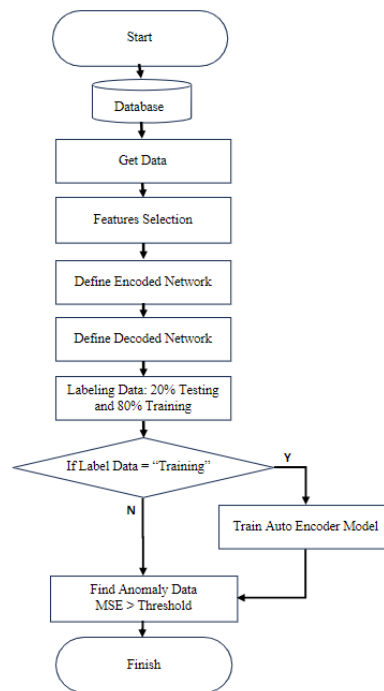 Start
Database
Get Data
Features Selection
Define Encoded Network
Define Decoded Network
Labeling Data: 20% Testing
and 80% Training
If Label Data = “Training”
Y
N
Train Auto Encoder Model
Find Anomaly Data
MSE > Threshold
Finish